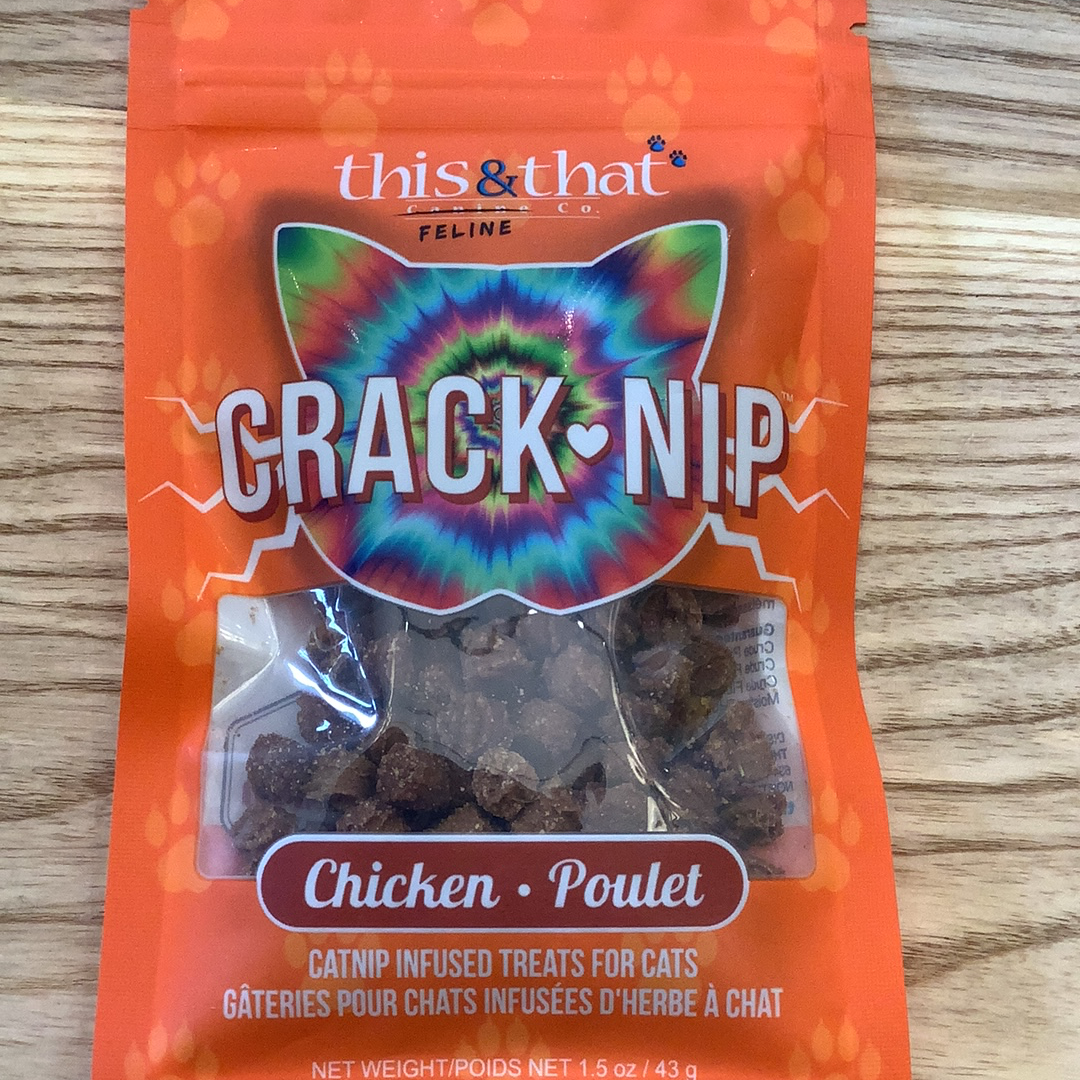 this&that
Canine Co.
FELINE
CRACK NIP™
Chicken • Poulet
CATNIP INFUSED TREATS FOR CATS
GÂTERIES POUR CHATS INFUSÉES D'HERBE À CHAT
NET WEIGHT/POIDS NET 1.5 oz / 43 g